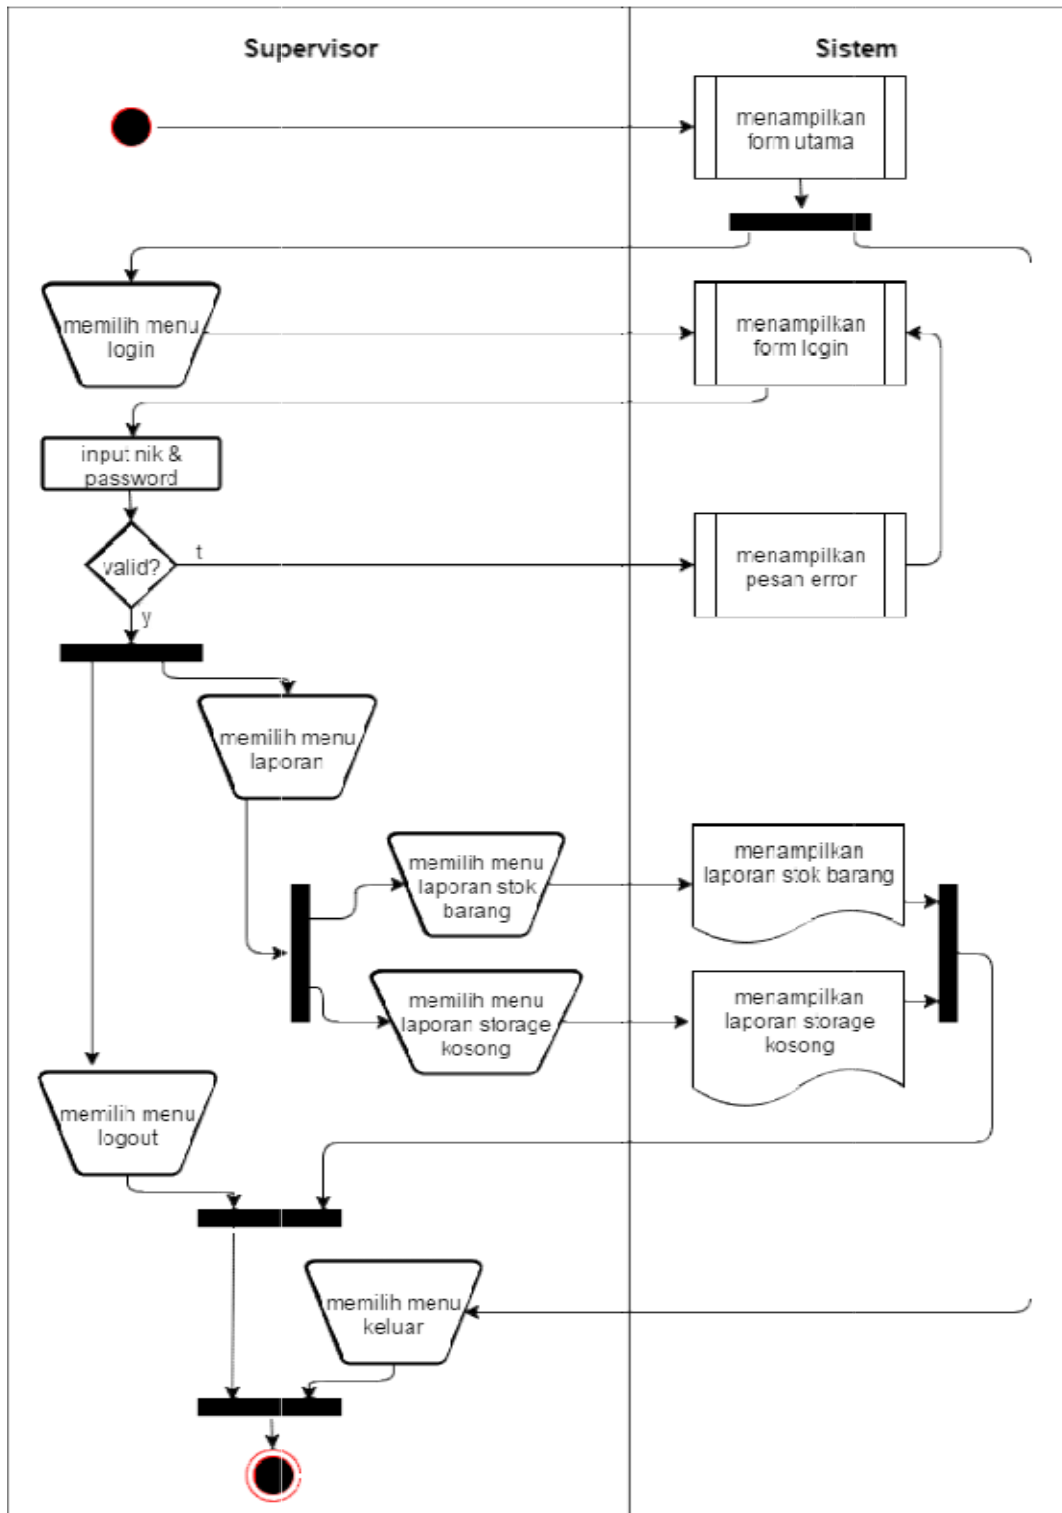 Supervisor
Sistem
menampilkan
form utama
memilih menu
login
menampilkan
form login
input nik &
password
valid?
t
y
menampilkan
pesan error
memilih menu
laporan
memilih menu
laporan stok
barang
menampilkan
laporan stok barang
memilih menu
laporan storage
kosong
menampilkan
laporan storage
kosong
memilih menu
logout
memilih menu
keluar